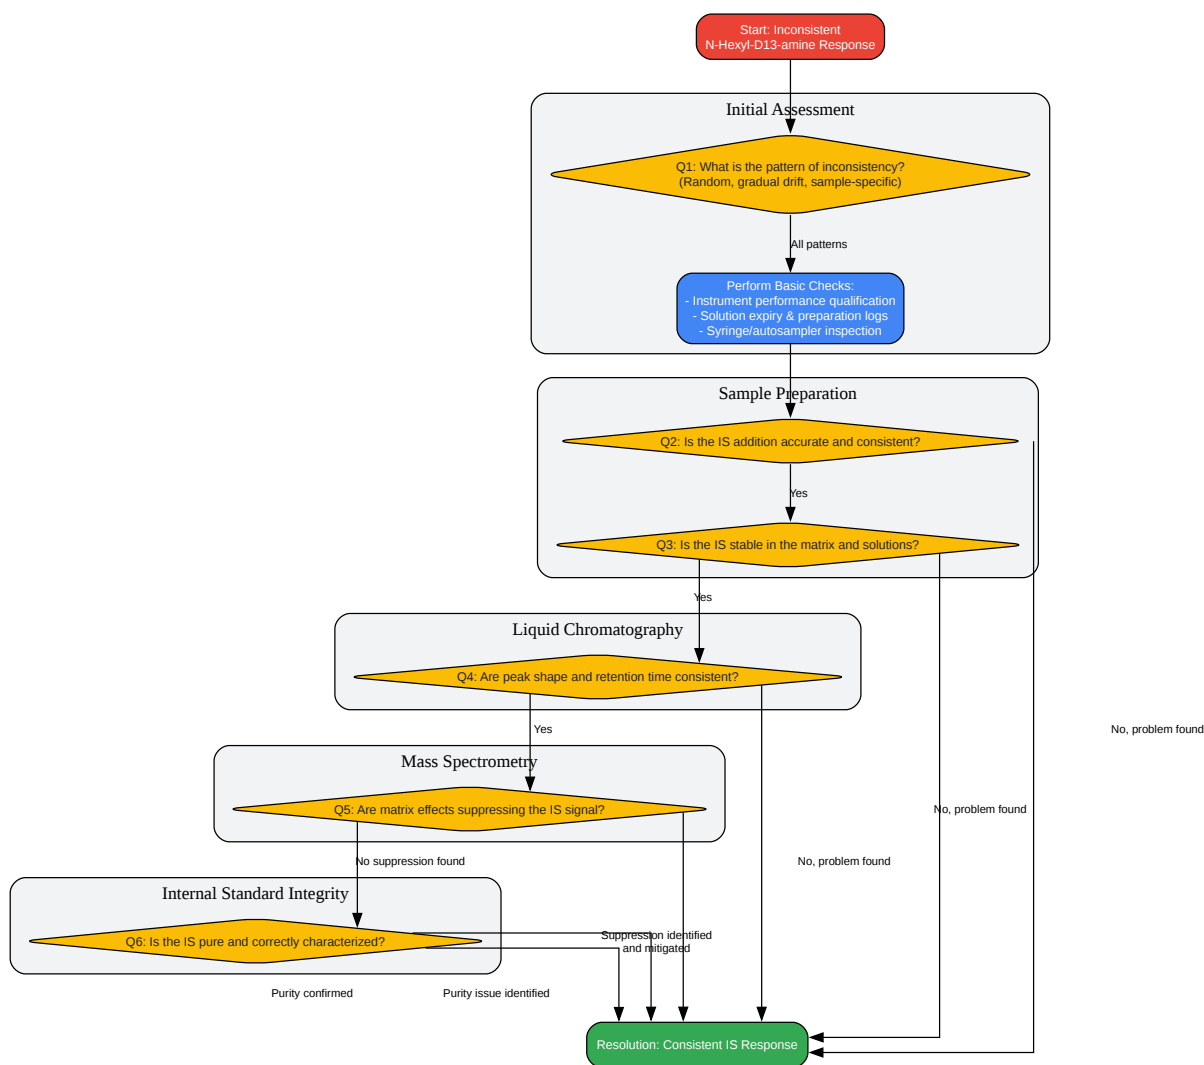 Start: Inconsistent
N-Hexyl-D13-amine Response
Initial Assessment
Q1: What is the pattern of inconsistency?
(Random, gradual drift, sample-specific)
All patterns
Perform Basic Checks:
- Instrument performance qualification
- Solution expiry & preparation logs
- Syringe/autosampler inspection
Sample Preparation
Q2: Is the IS addition accurate and consistent?
Yes
Q3: Is the IS stable in the matrix and solutions?
Yes
Liquid Chromatography
Q4: Are peak shape and retention time consistent?
Yes
No, problem found
Mass Spectrometry
Q5: Are matrix effects suppressing the IS signal?
No, problem found
No suppression found
No, problem found
Internal Standard Integrity
Q6: Is the IS pure and correctly characterized?
Suppression identified
and mitigated
Purity confirmed
Purity issue identified
Resolution: Consistent IS Response